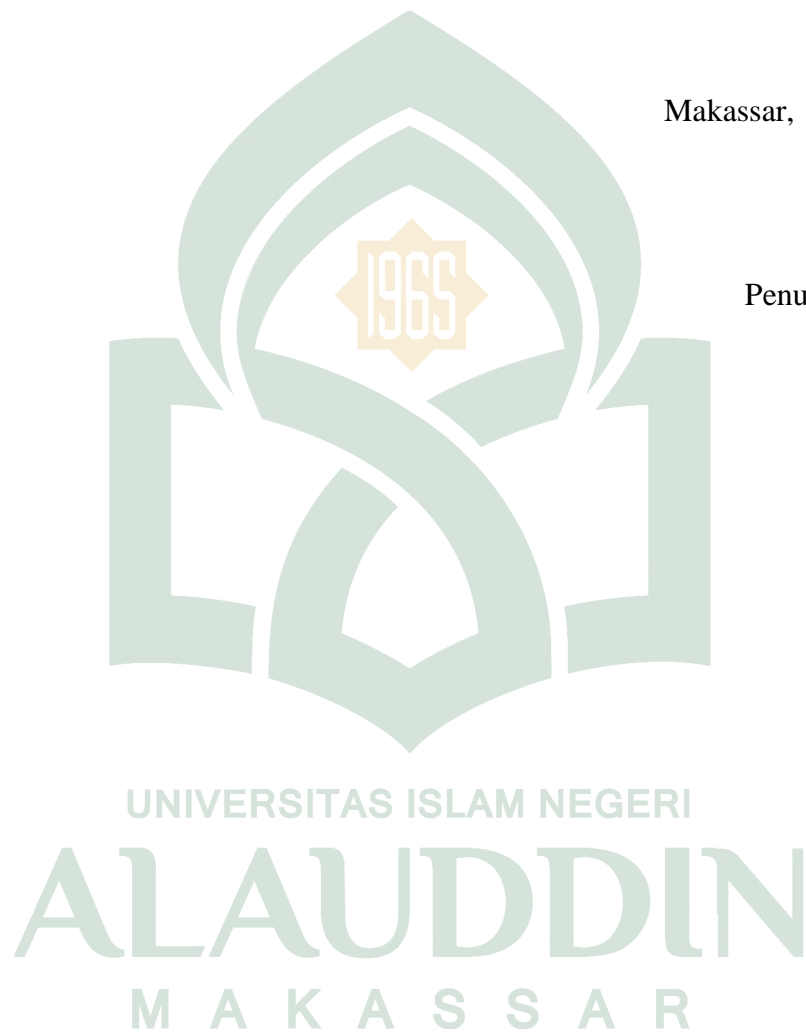 Makassar,
1965
Penu
UNIVERSITAS ISLAM NEGERI
ALAUDDIN
MAKASSAR